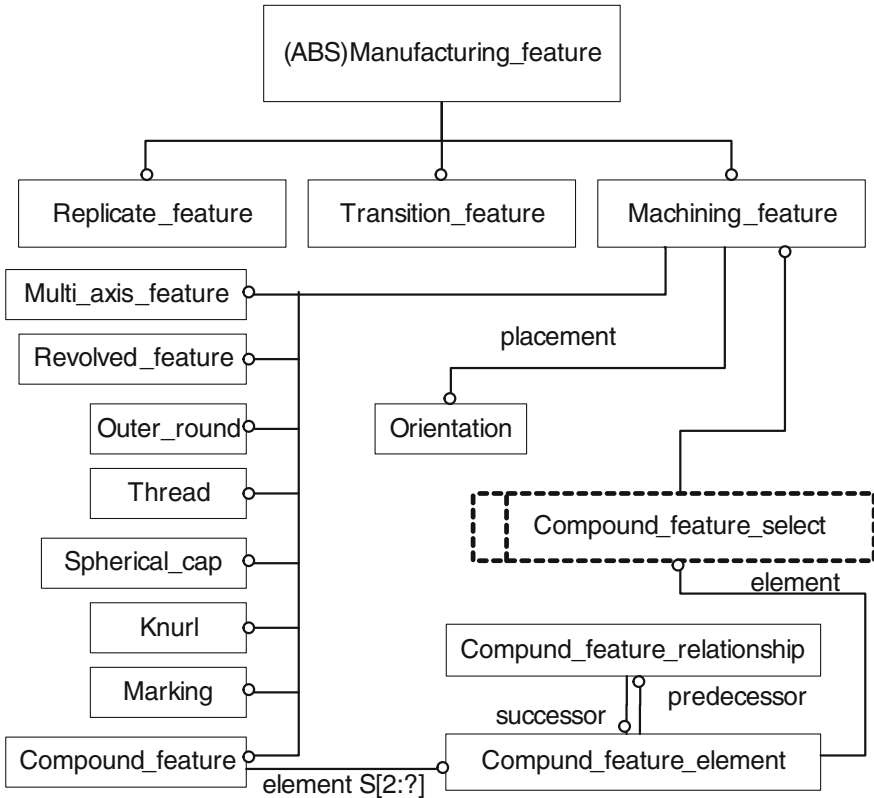 (ABS)Manufacturing_feature
Replicate_feature
Transition_feature
Machining_feature
Multi_axis_feature
placement
Revolved_feature
Outer_round
Orientation
Thread
Compound_feature_select
Spherical_cap
element
Knurl
Compund_feature_relationship
Marking
predecessor
successor
Compound_feature
Compund_feature_element
element S[2:?]